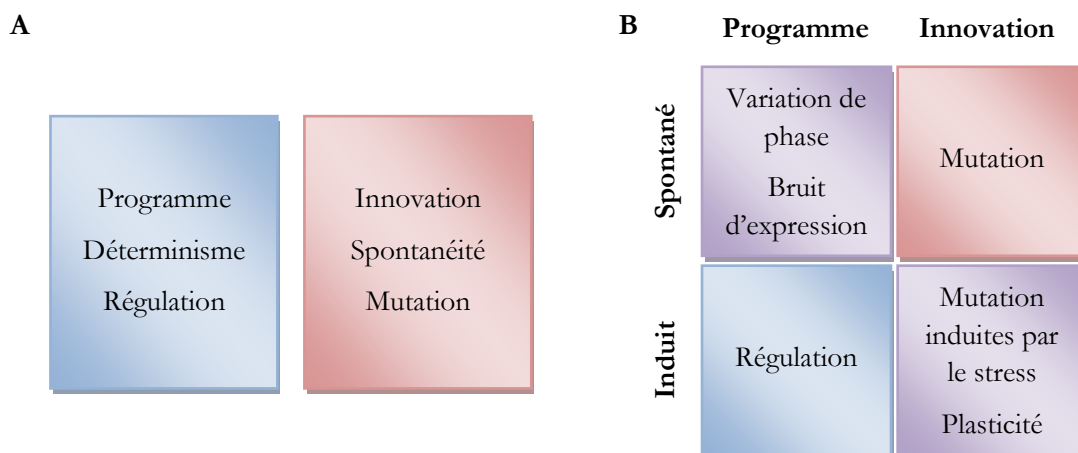 A
Programme
Déterminisme
Régulation
Innovation
Spontanéité
Mutation
B
Programme
Innovation
Spontané
Variation de
phase
Bruit
d'expression
Mutation
Induit
Régulation
Mutation
induites par
le stress
Plasticité